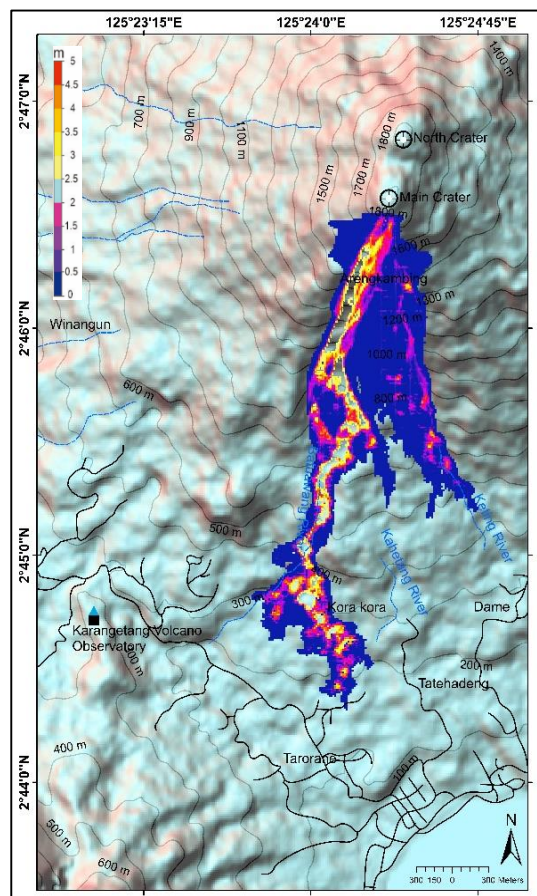 125°23'15"E
125°24'0"E
125°24'45"E
m
5
4.5
4
3.5
3
2.5
2
1.5
1
0.5
0
2°47'0"N
2°46'0"N
2°45'0"N
2°44'0"N
1400 m
700 m
900 m
1100 m
1800 m
North Crater
1500 m
1700 m
Main Crater
1600 m
Arengkambing
1300 m
1200 m
Winangun
1000 m
600 m
800 m
500 m
Keting River
Kahetang River
300 m
Kora kora
Dame
Karangetang Volcano
Observatory
200 m
Tatehadeng
Tarorane
400 m
100 m
500 m
600 m
N
300 150 0 300 Meters